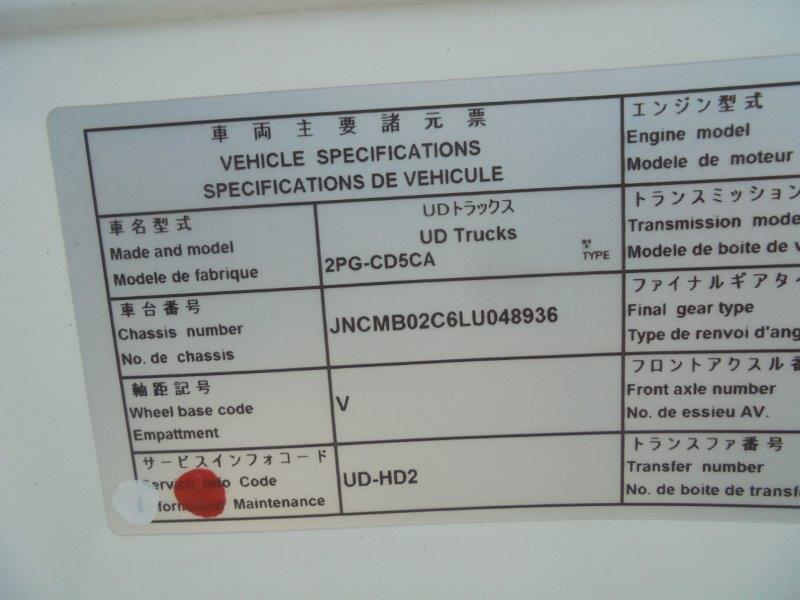 車両主要諸元票
VEHICLE SPECIFICATIONS
SPECIFICATIONS DE VEHICULE
車名型式
Made and model
Modele de fabrique
UDトラックス
UD Trucks
2PG-CD5CA
型式
TYPE
車台番号
Chassis number
No. de chassis
JNCMB02C6LU048936
軸距記号
Wheel base code
Empattment
V
サービスインフォコード
Service Info Code
Maintenance
UD-HD2
エンジン型式
Engine model
Modele de moteur
トランスミッション
Transmission mode
Modele de boite de v
ファイナルギアタイ
Final gear type
Type de renvoi d'ang
フロントアクスル番
Front axle number
No. de essieu AV.
トランスファ番号
Transfer number
No. de boite de transfa